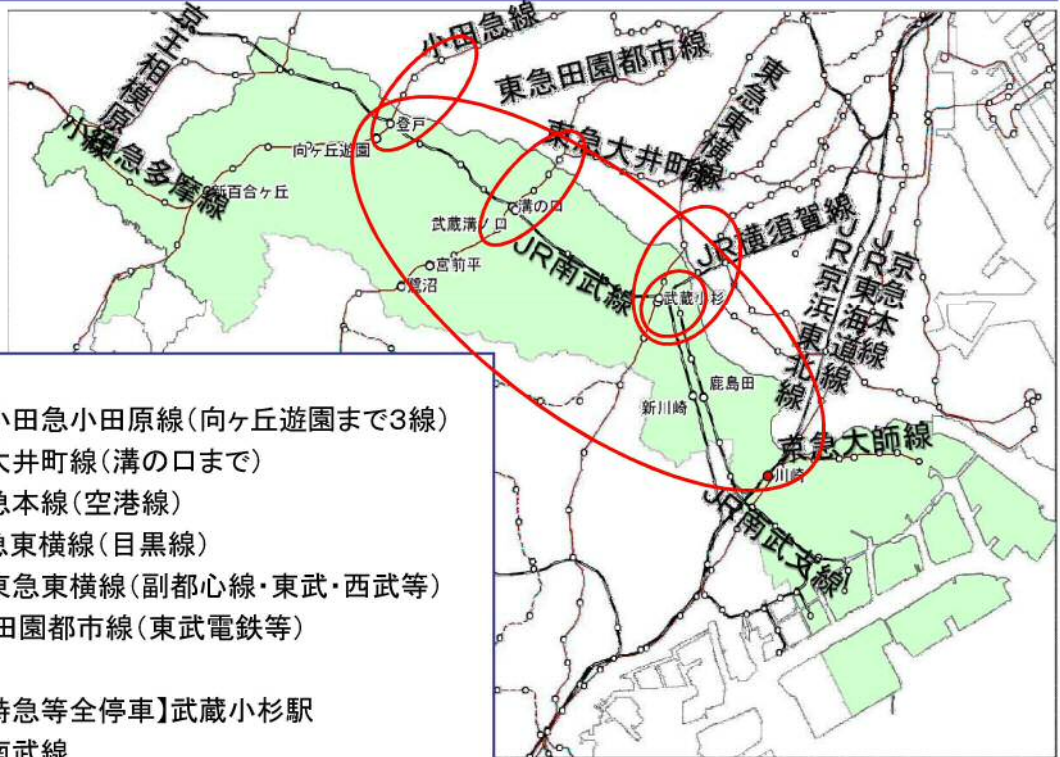 小田急線
東急田園都市線
東急東横線
東急大井町線
JR横須賀線
京王相模原線
小田急多摩線
登戸
向ヶ丘遊園
新百合ヶ丘
溝の口
武蔵溝ノ口
宮前平
鷺沼
JR南武線
武蔵小杉
京急本線
JR東海道線
JR京浜東北線
鹿島田
新川崎
京急大師線
川崎
JR南武支線
小田急小田原線(向ヶ丘遊園まで3線)
大井町線(溝の口まで)
急本線(空港線)
急東横線(目黒線)
東急東横線(副都心線・東武・西武等)
田園都市線(東武電鉄等)
特急等全停車】武蔵小杉駅
南武線